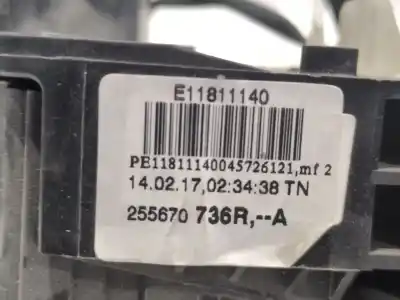 E11811140
PE11811140045726121,mf 2
14.02.17,02:34:38 TN
255670 736R,--A